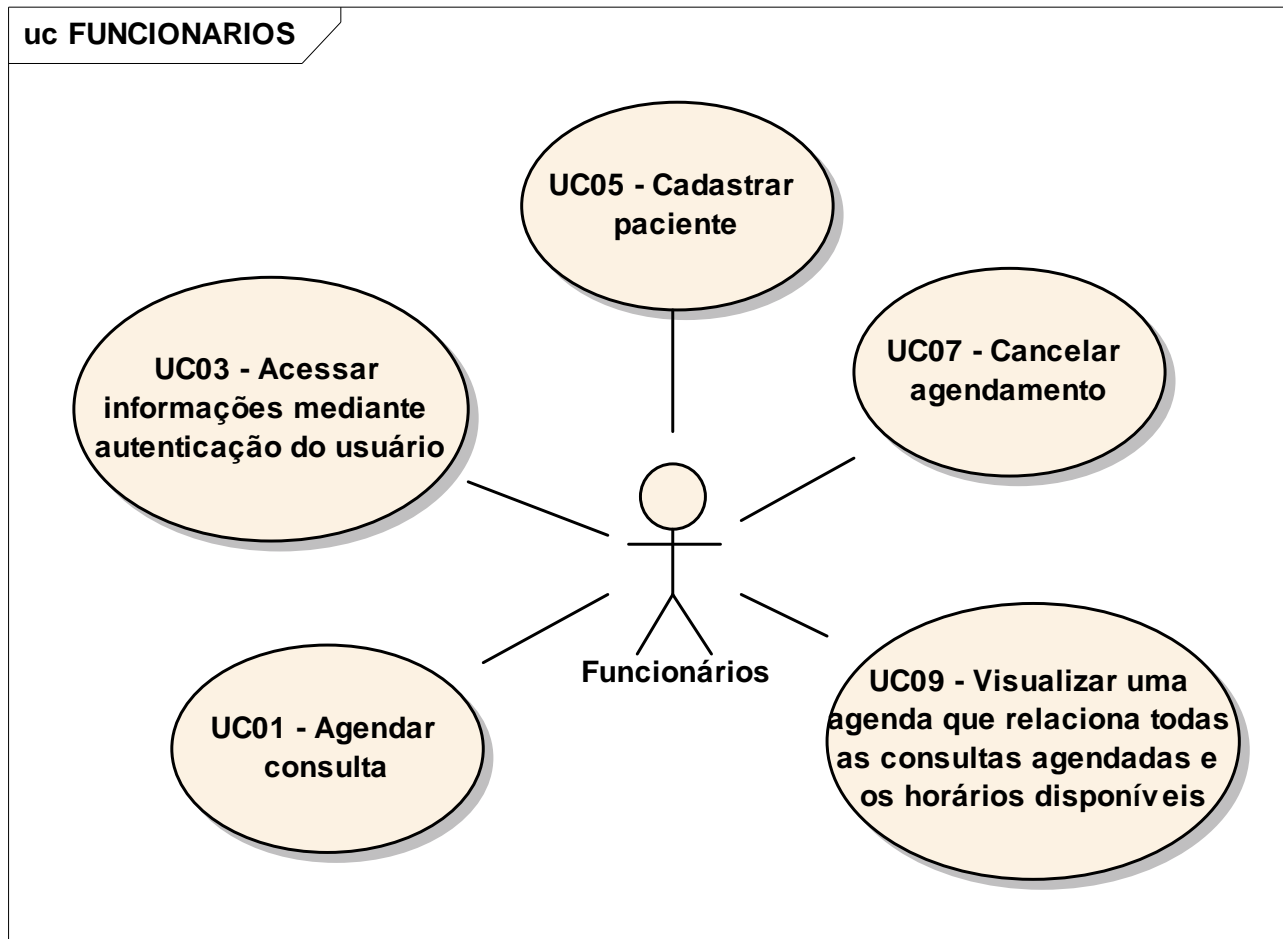 uc FUNCIONARIOS
UC05 - Cadastrar
paciente
UC03 - Acessar
informações mediante
autenticação do usuário
UC07 - Cancelar
agendamento
Funcionários
UC01 - Agendar
consulta
UC09 - Visualizar uma
agenda que relaciona todas
as consultas agendadas e
os horários disponíveis